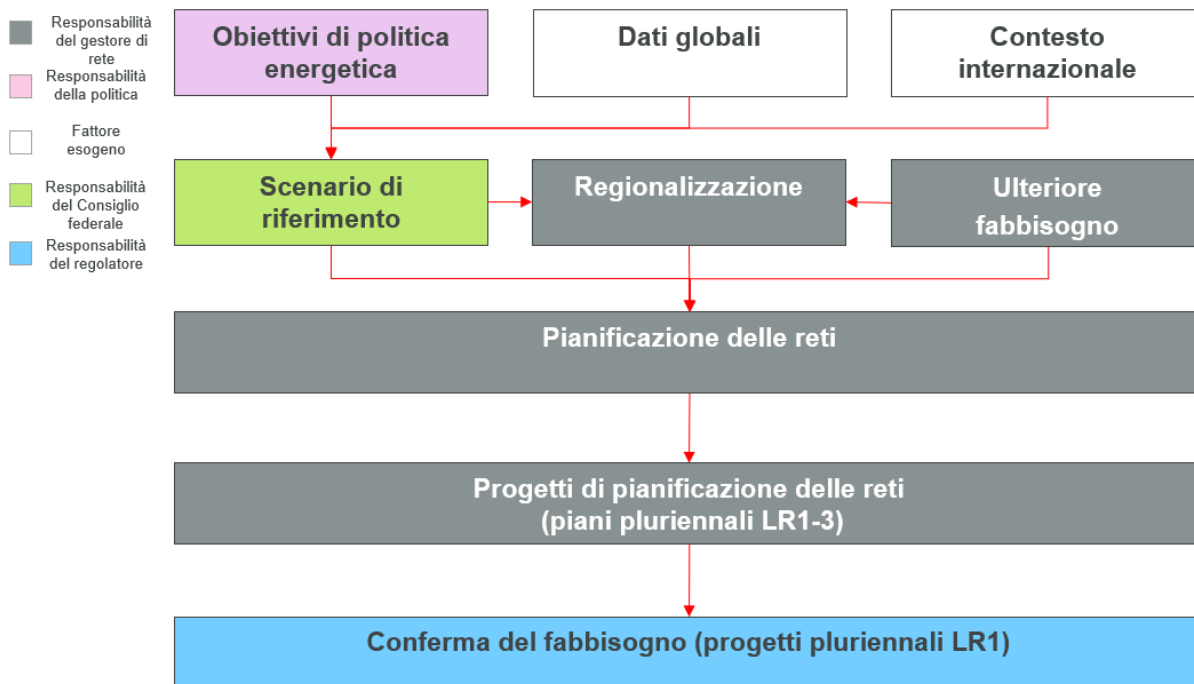 Responsabilità
del gestore di
rete
Responsabilità
della politica
Fattore
esogeno
Responsabilità
del Consiglio
federale
Responsabilità
del regolatore
Obiettivi di politica
energetica
Dati globali
Contesto
internazionale
Scenario di
riferimento
Regionalizzazione
Ulteriore
fabbisogno
Pianificazione delle reti
Progetti di pianificazione delle reti
(piani pluriennali LR1-3)
Conferma del fabbisogno (progetti pluriennali LR1)